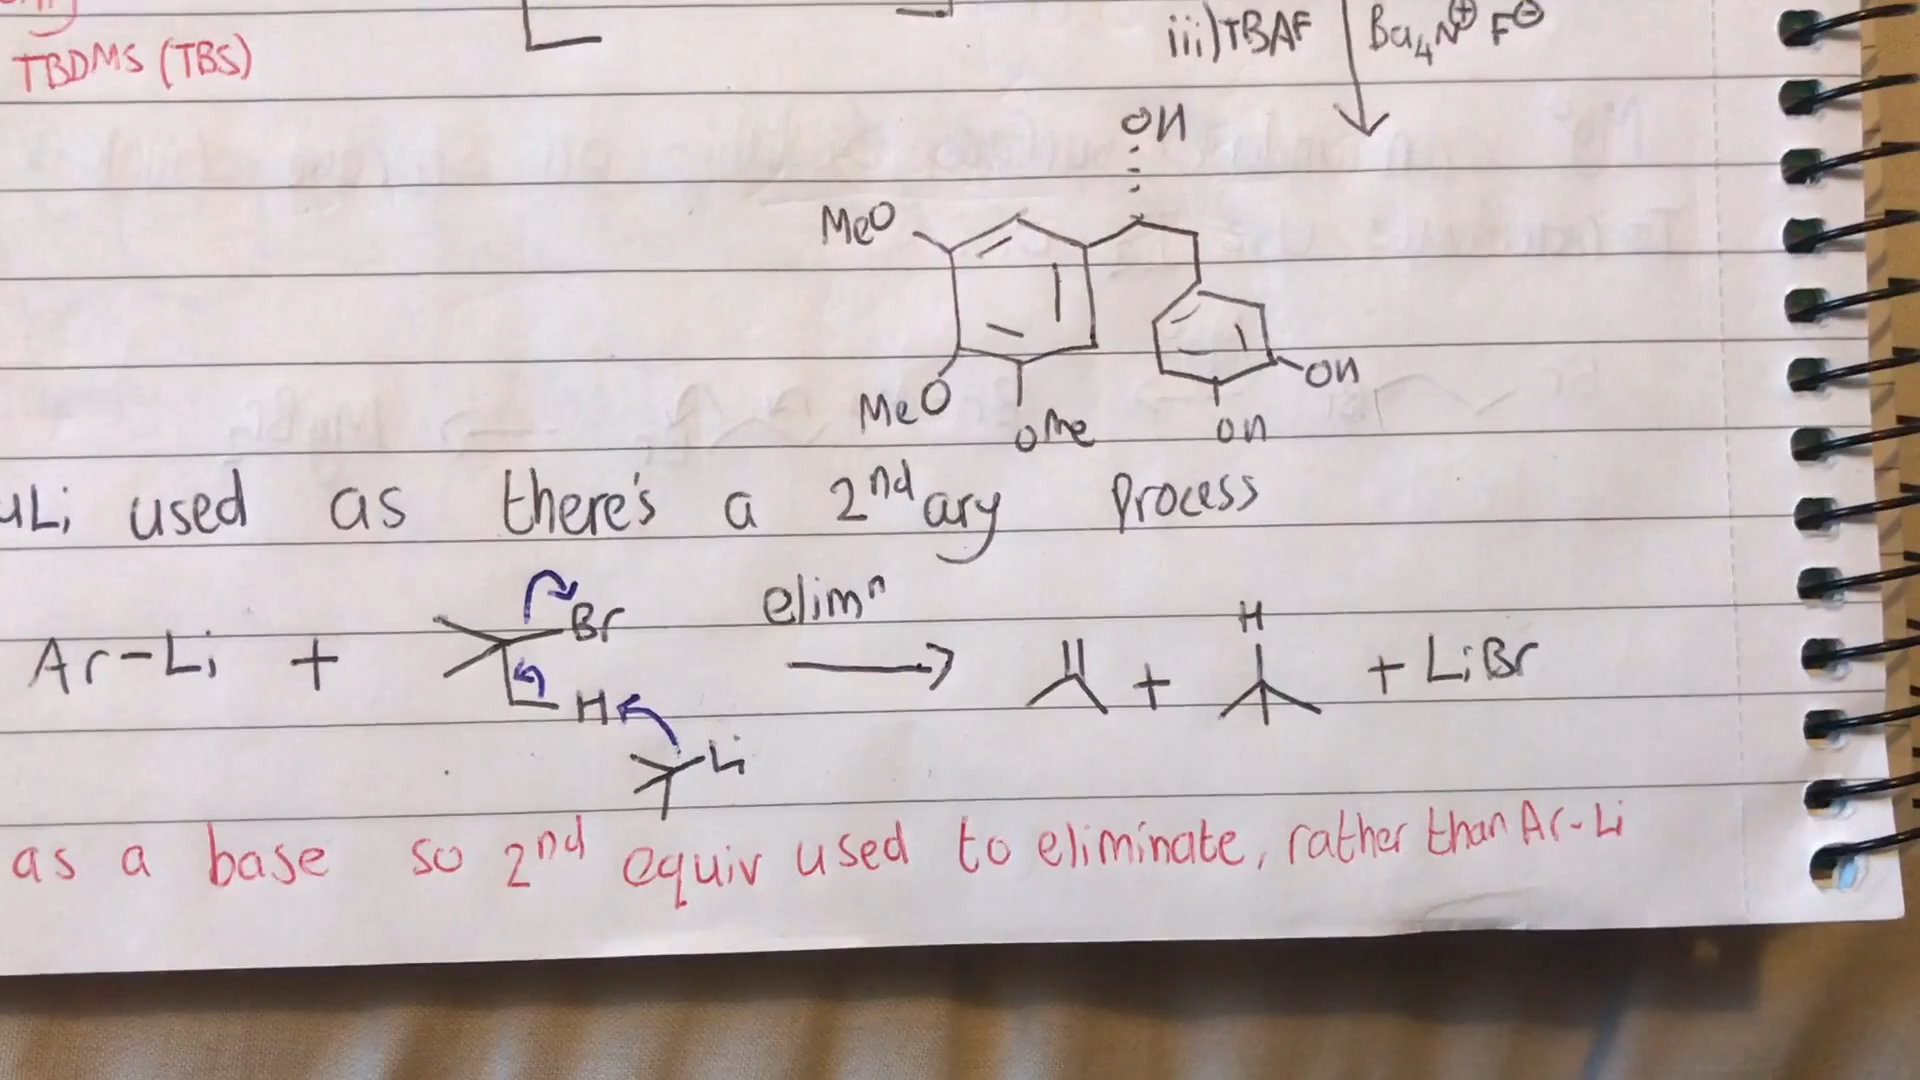 TBDMS (TBS)
iii) TBAF Bu4N⊕ F⊖
OH
MeO
MeO
OMe
OH
OH
uLi used as there's a 2ndary process
Ar-Li + Br elimn H + + LiBr
H
Li
as a base so 2nd equiv used to eliminate, rather than Ar-Li